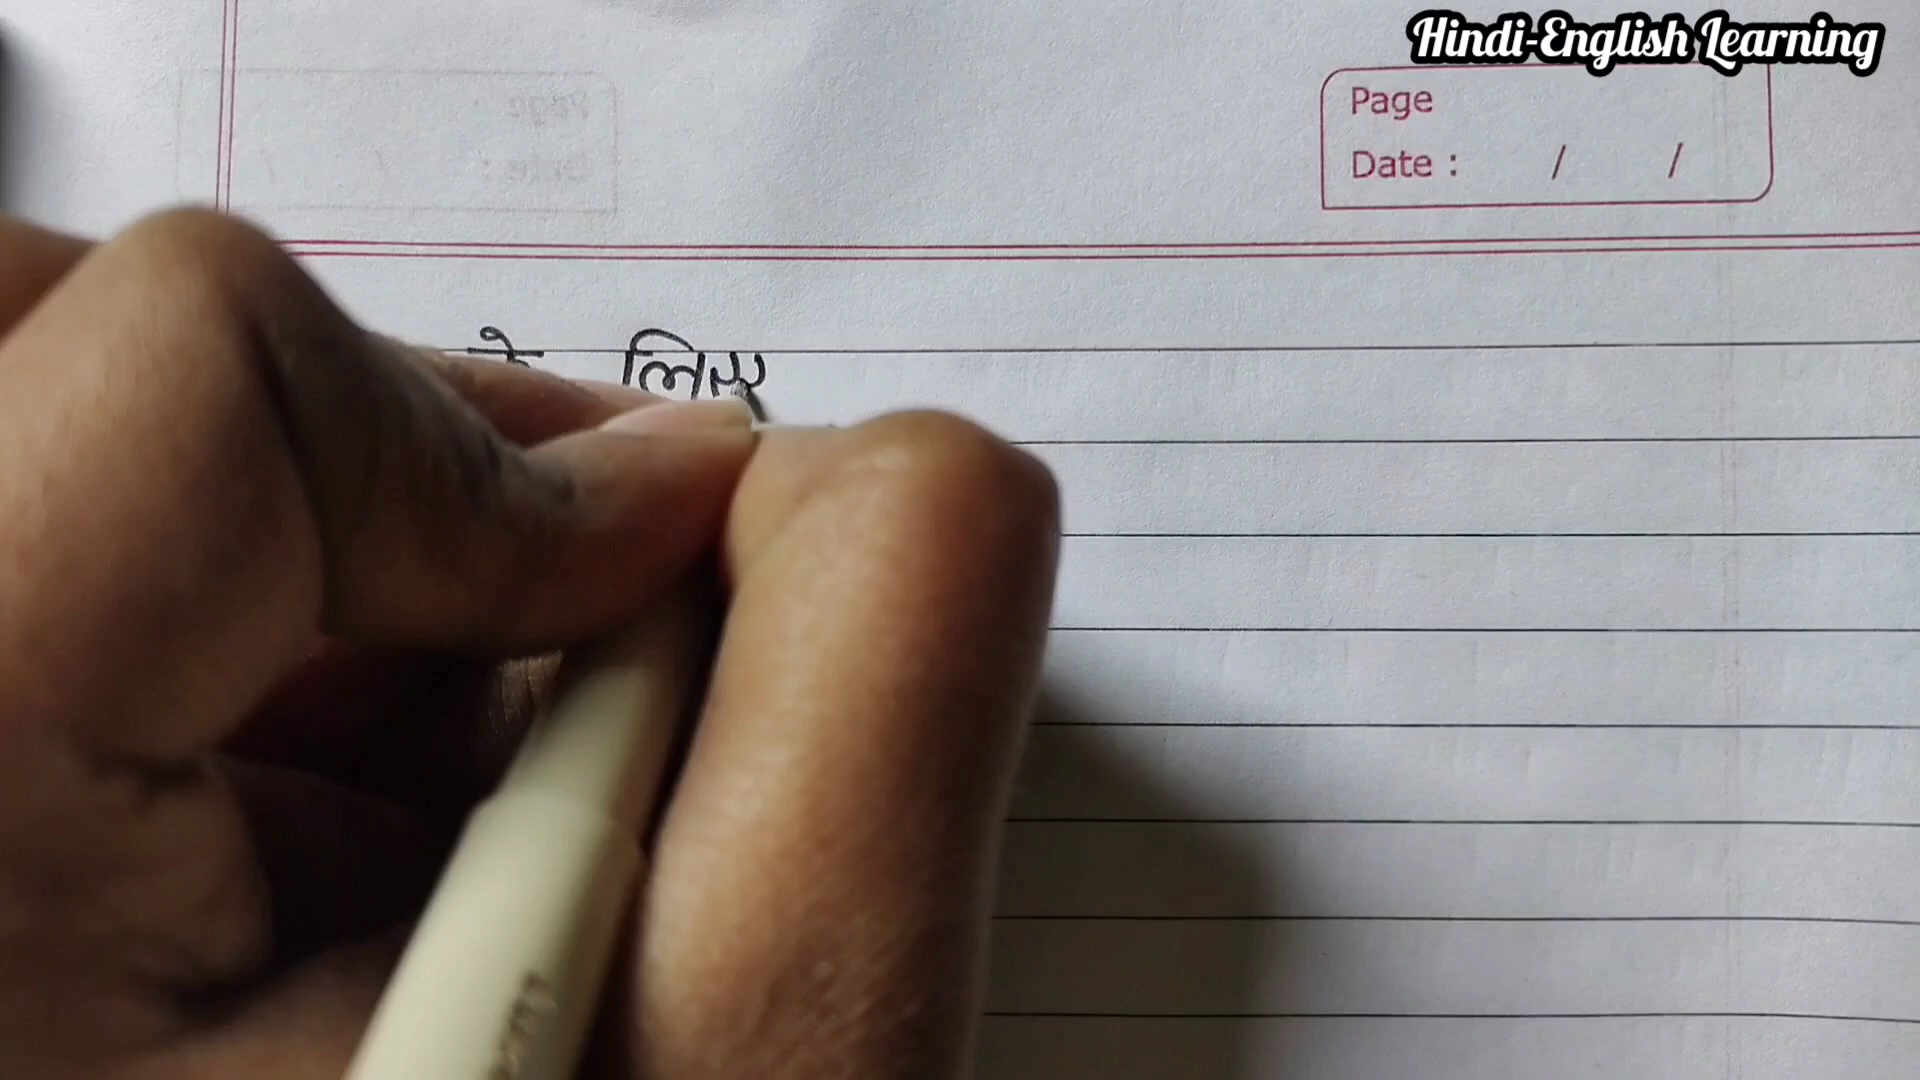 Hindi-English Learning
Page
Date : / /
के लिए